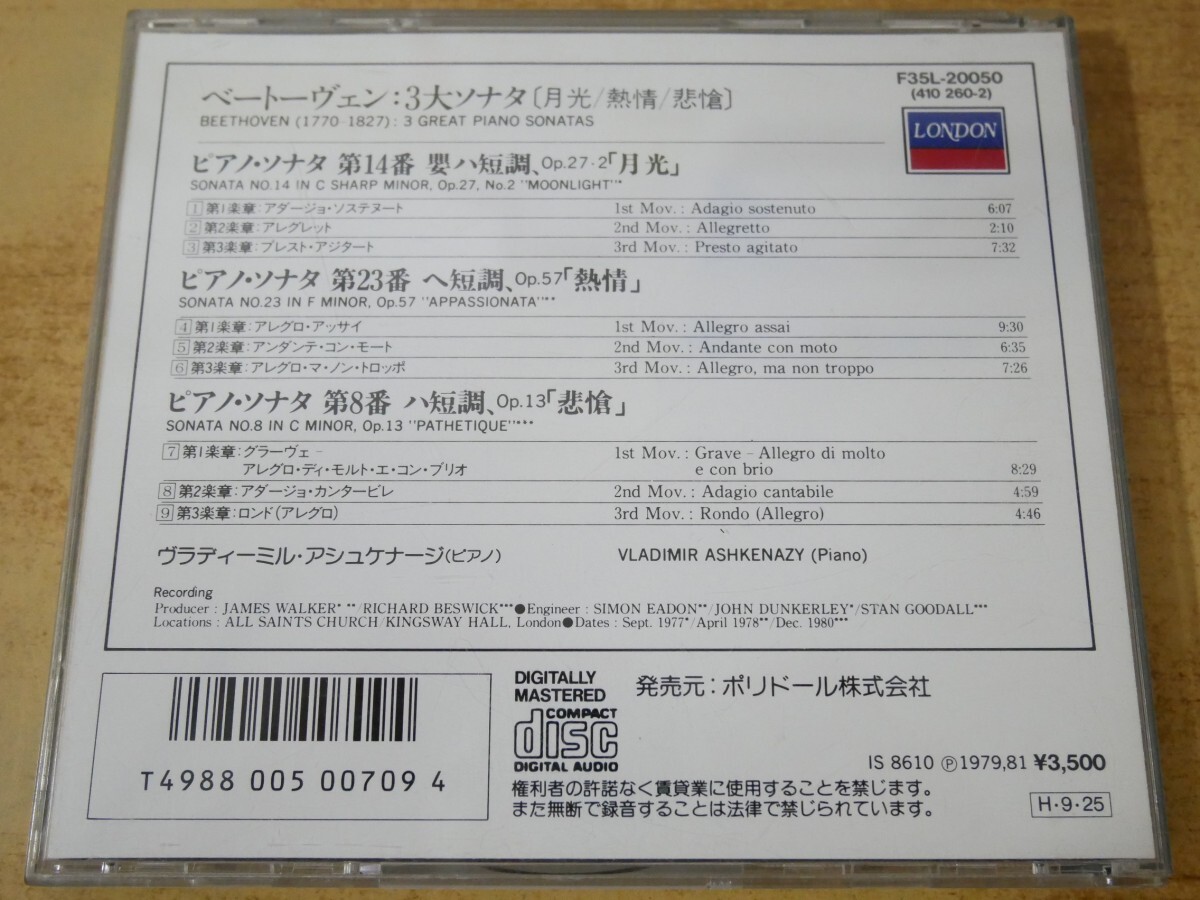 F35L-20050
(410 260-2)
LONDON
ベートーヴェン：3大ソナタ〔月光/熱情/悲愴〕
BEETHOVEN (1770-1827) : 3 GREAT PIANO SONATAS
ピアノ・ソナタ 第14番 嬰ハ短調、Op.27·2「月光」
SONATA NO.14 IN C SHARP MINOR, Op.27, No.2 "MOONLIGHT"*
1 第1楽章：アダージョ・ソステヌート 1st Mov. : Adagio sostenuto 6:07
2 第2楽章：アレグレット 2nd Mov. : Allegretto 2:10
3 第3楽章：プレスト・アジタート 3rd Mov. : Presto agitato 7:32
ピアノ・ソナタ 第23番 ヘ短調、Op.57「熱情」
SONATA NO.23 IN F MINOR, Op.57 "APPASSIONATA"**
4 第1楽章：アレグロ・アッサイ 1st Mov. : Allegro assai 9:30
5 第2楽章：アンダンテ・コン・モート 2nd Mov. : Andante con moto 6:35
6 第3楽章：アレグロ・マ・ノン・トロッポ 3rd Mov. : Allegro, ma non troppo 7:26
ピアノ・ソナタ 第8番 ハ短調、Op.13「悲愴」
SONATA NO.8 IN C MINOR, Op.13 "PATHETIQUE"***
7 第1楽章：グラーヴェ－ 1st Mov. : Grave－Allegro di molto
アレグロ・ディ・モルト・エ・コン・ブリオ e con brio 8:29
8 第2楽章：アダージョ・カンタービレ 2nd Mov. : Adagio cantabile 4:59
9 第3楽章：ロンド（アレグロ） 3rd Mov. : Rondo (Allegro) 4:46
ヴラディーミル・アシュケナージ(ピアノ) VLADIMIR ASHKENAZY (Piano)
Recording
Producer : JAMES WALKER* **/RICHARD BESWICK***●Engineer : SIMON EADON**/JOHN DUNKERLEY*/STAN GOODALL***
Locations : ALL SAINTS CHURCH/KINGSWAY HALL, London●Dates : Sept. 1977*/April 1978**/Dec. 1980***
T4988 005 00709 4
DIGITALLY
MASTERED
COMPACT
disc
DIGITAL AUDIO
発売元：ポリドール株式会社
IS 8610 Ⓟ1979,81 ¥3,500
権利者の許諾なく賃貸業に使用することを禁じます。
また無断で録音することは法律で禁じられています。
H・9・25